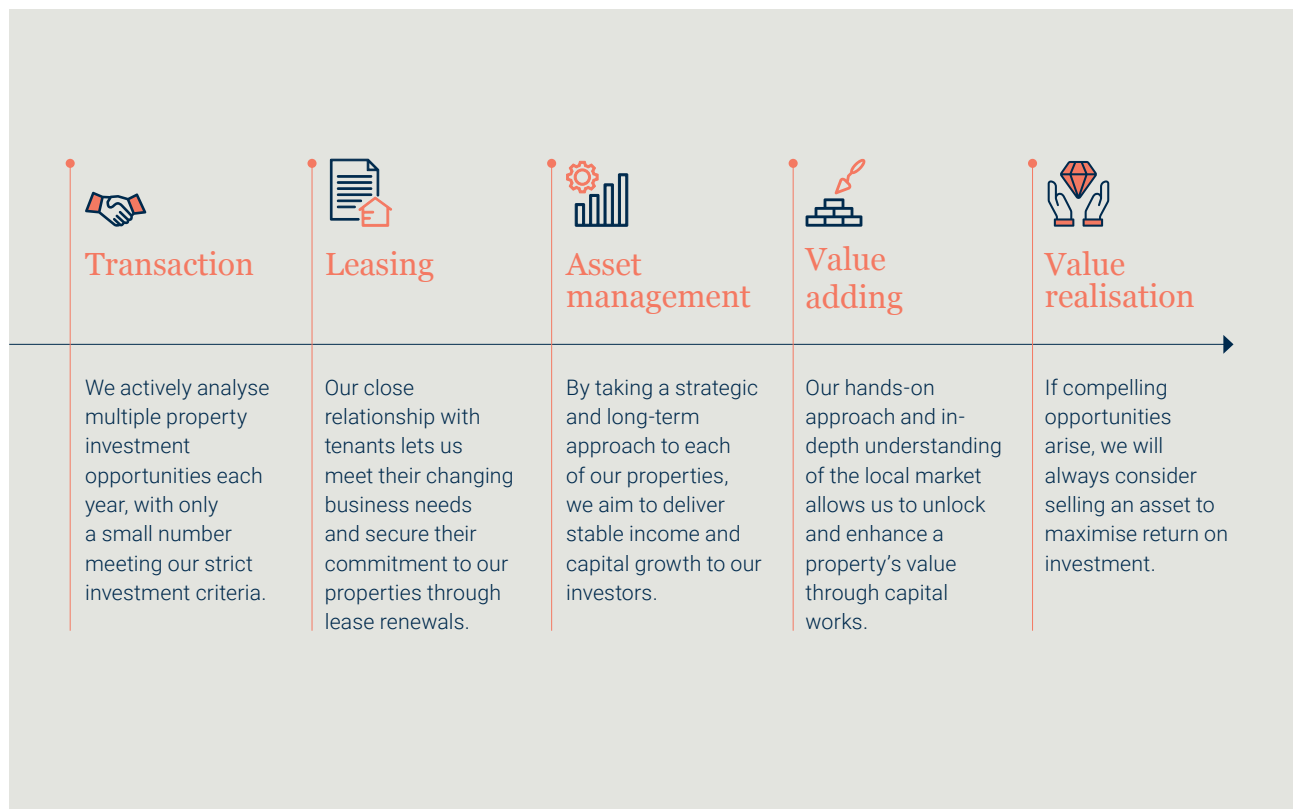 Transaction
We actively analyse
multiple property
investment
opportunities each
year, with only
a small number
meeting our strict
investment criteria.
Leasing
Our close
relationship with
tenants lets us
meet their changing
business needs
and secure their
commitment to our
properties through
lease renewals.
Asset
management
By taking a strategic
and long-term
approach to each
of our properties,
we aim to deliver
stable income and
capital growth to our
investors.
Value
adding
Our hands-on
approach and in-
depth understanding
of the local market
allows us to unlock
and enhance a
property’s value
through capital
works.
Value
realisation
If compelling
opportunities
arise, we will
always consider
selling an asset to
maximise return on
investment.